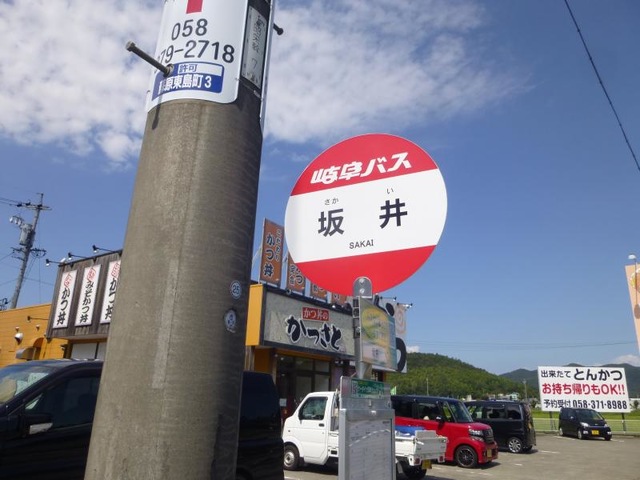 058
79-2718
許可
原東島町3
岐阜バス
さか い
坂 井
SAKAI
かつ丼
みそかつ丼
かつ丼
かつ丼
かつ丼の
かつさと
出来たて とんかつ
お持ち帰りもOK!!
予約受付 058-371-8988